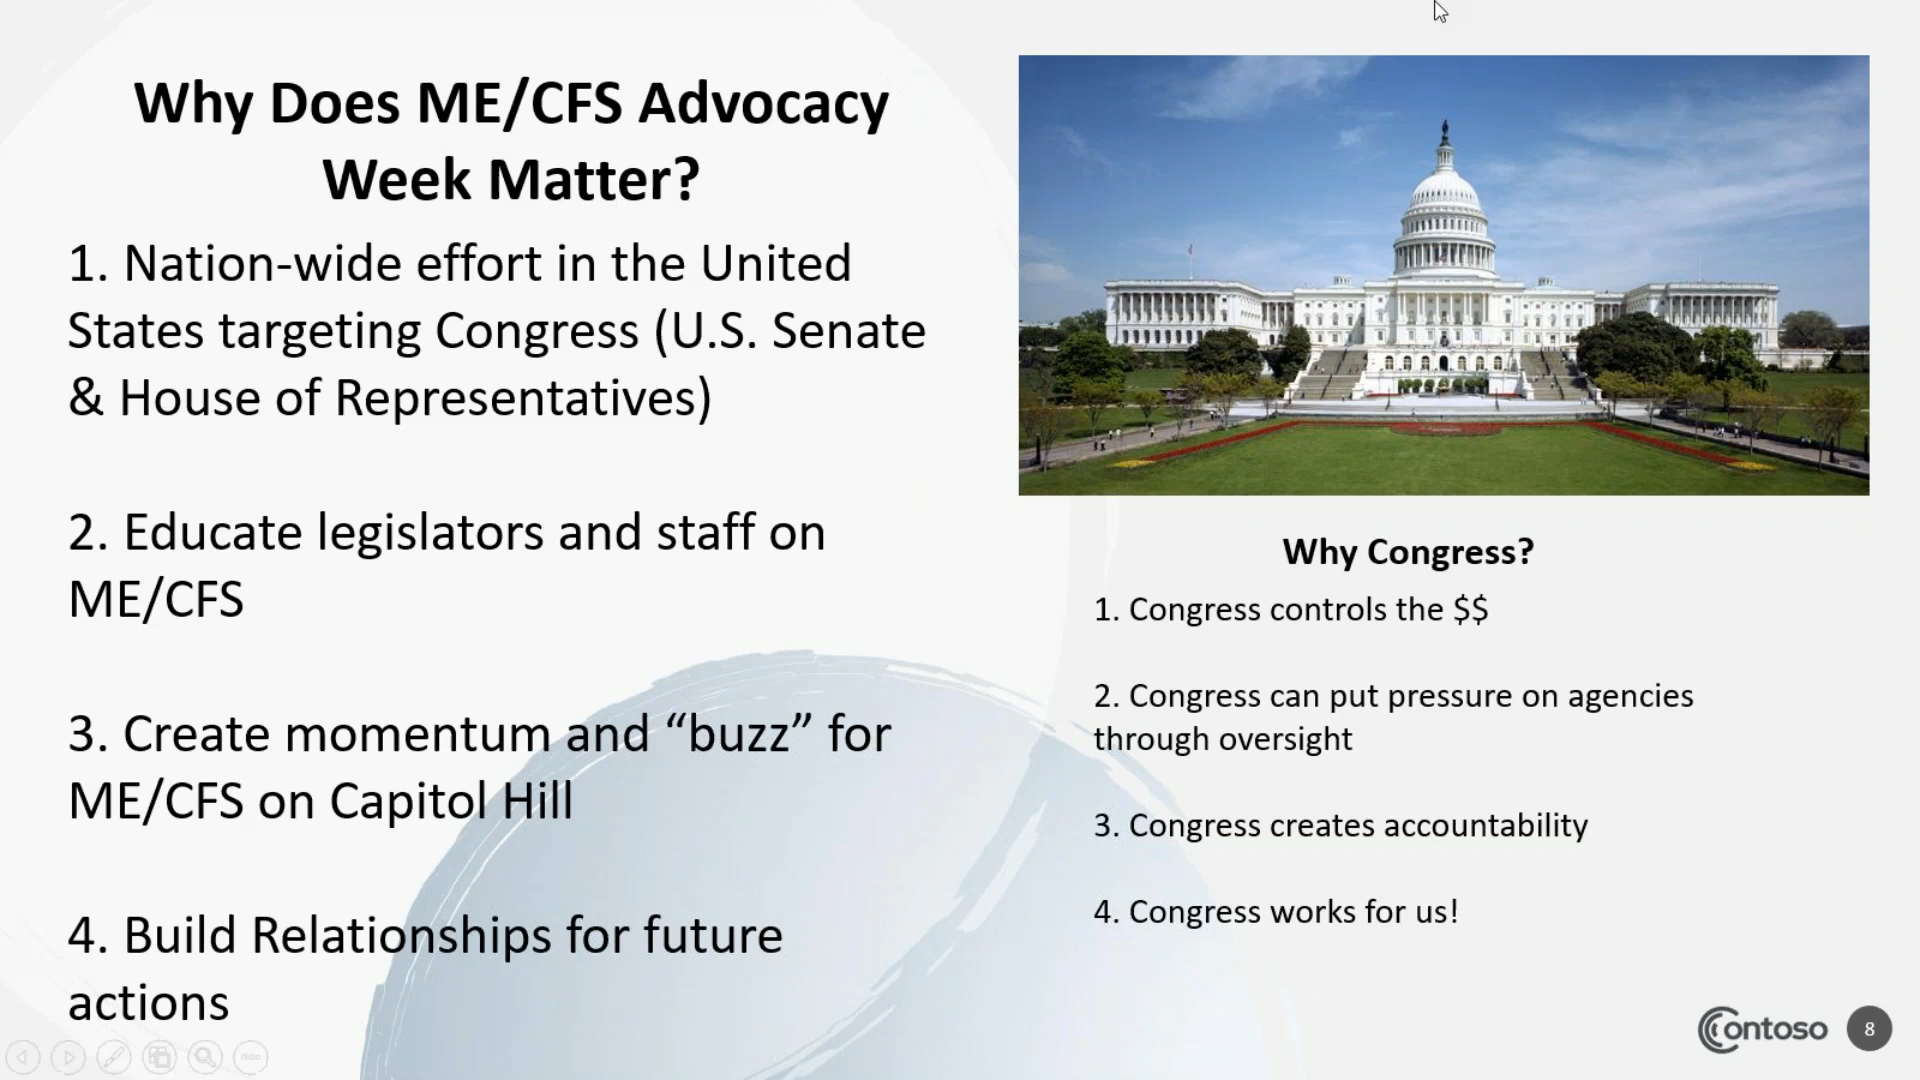 Why Does ME/CFS Advocacy
Week Matter?
1. Nation-wide effort in the United
States targeting Congress (U.S. Senate
& House of Representatives)
2. Educate legislators and staff on
ME/CFS
3. Create momentum and “buzz” for
ME/CFS on Capitol Hill
4. Build Relationships for future
actions
Why Congress?
1. Congress controls the $$
2. Congress can put pressure on agencies
through oversight
3. Congress creates accountability
4. Congress works for us!
Contoso
8